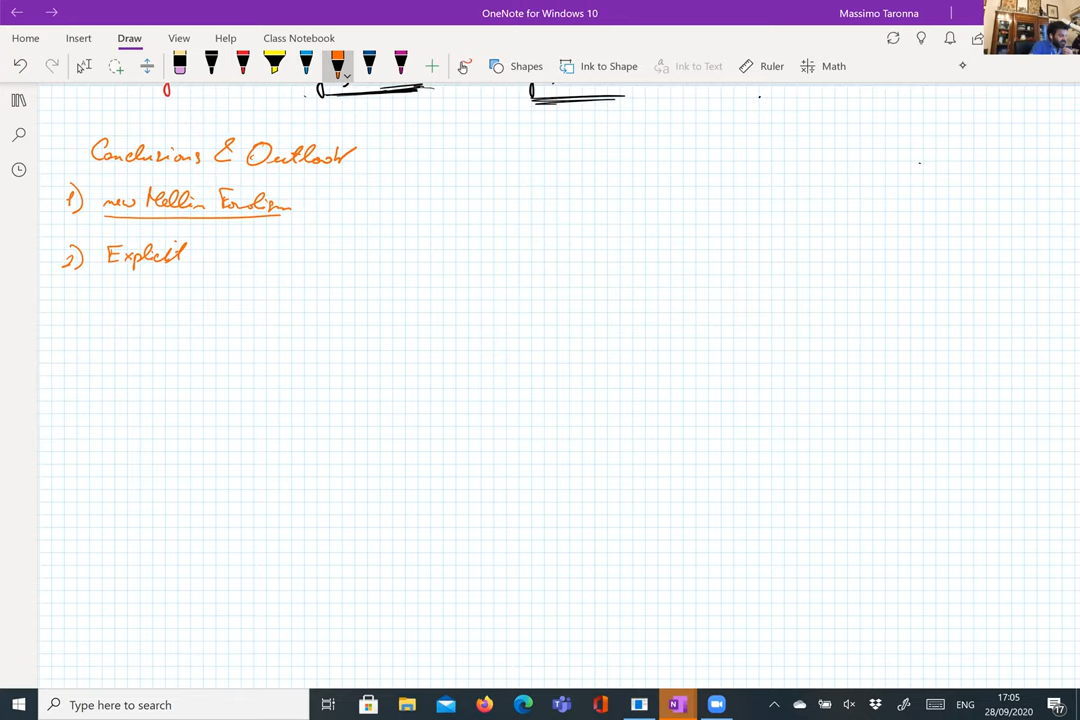 OneNote for Windows 10
Massimo Taronna
Home Insert Draw View Help Class Notebook
Shapes Ink to Shape Ink to Text Ruler Math
Conclusions & Outlook
1) new Mellin Formalism
2) Explicit
Type here to search
ENG
17:05
28/09/2020
17